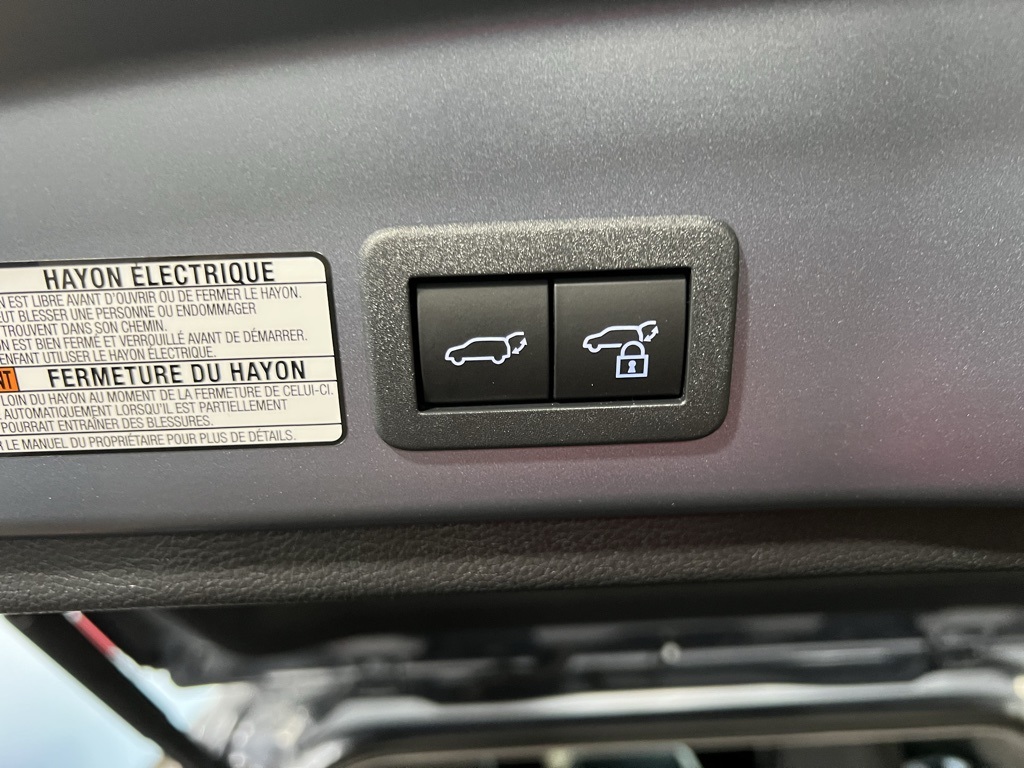 HAYON ÉLECTRIQUE
EST LIBRE AVANT D'OUVRIR OU DE FERMER LE HAYON.
BLESSER UNE PERSONNE OU ENDOMMAGER
TROUVENT DANS SON CHEMIN.
EST BIEN FERMÉ ET VERROUILLÉ AVANT DE DÉMARRER.
ENFANT UTILISER LE HAYON ÉLECTRIQUE.
FERMETURE DU HAYON
LOIN DU HAYON AU MOMENT DE LA FERMETURE DE CELUI-CI.
AUTOMATIQUEMENT LORSQU'IL EST PARTIELLEMENT
POURRAIT ENTRAÎNER DES BLESSURES.
LE MANUEL DU PROPRIÉTAIRE POUR PLUS DE DÉTAILS.